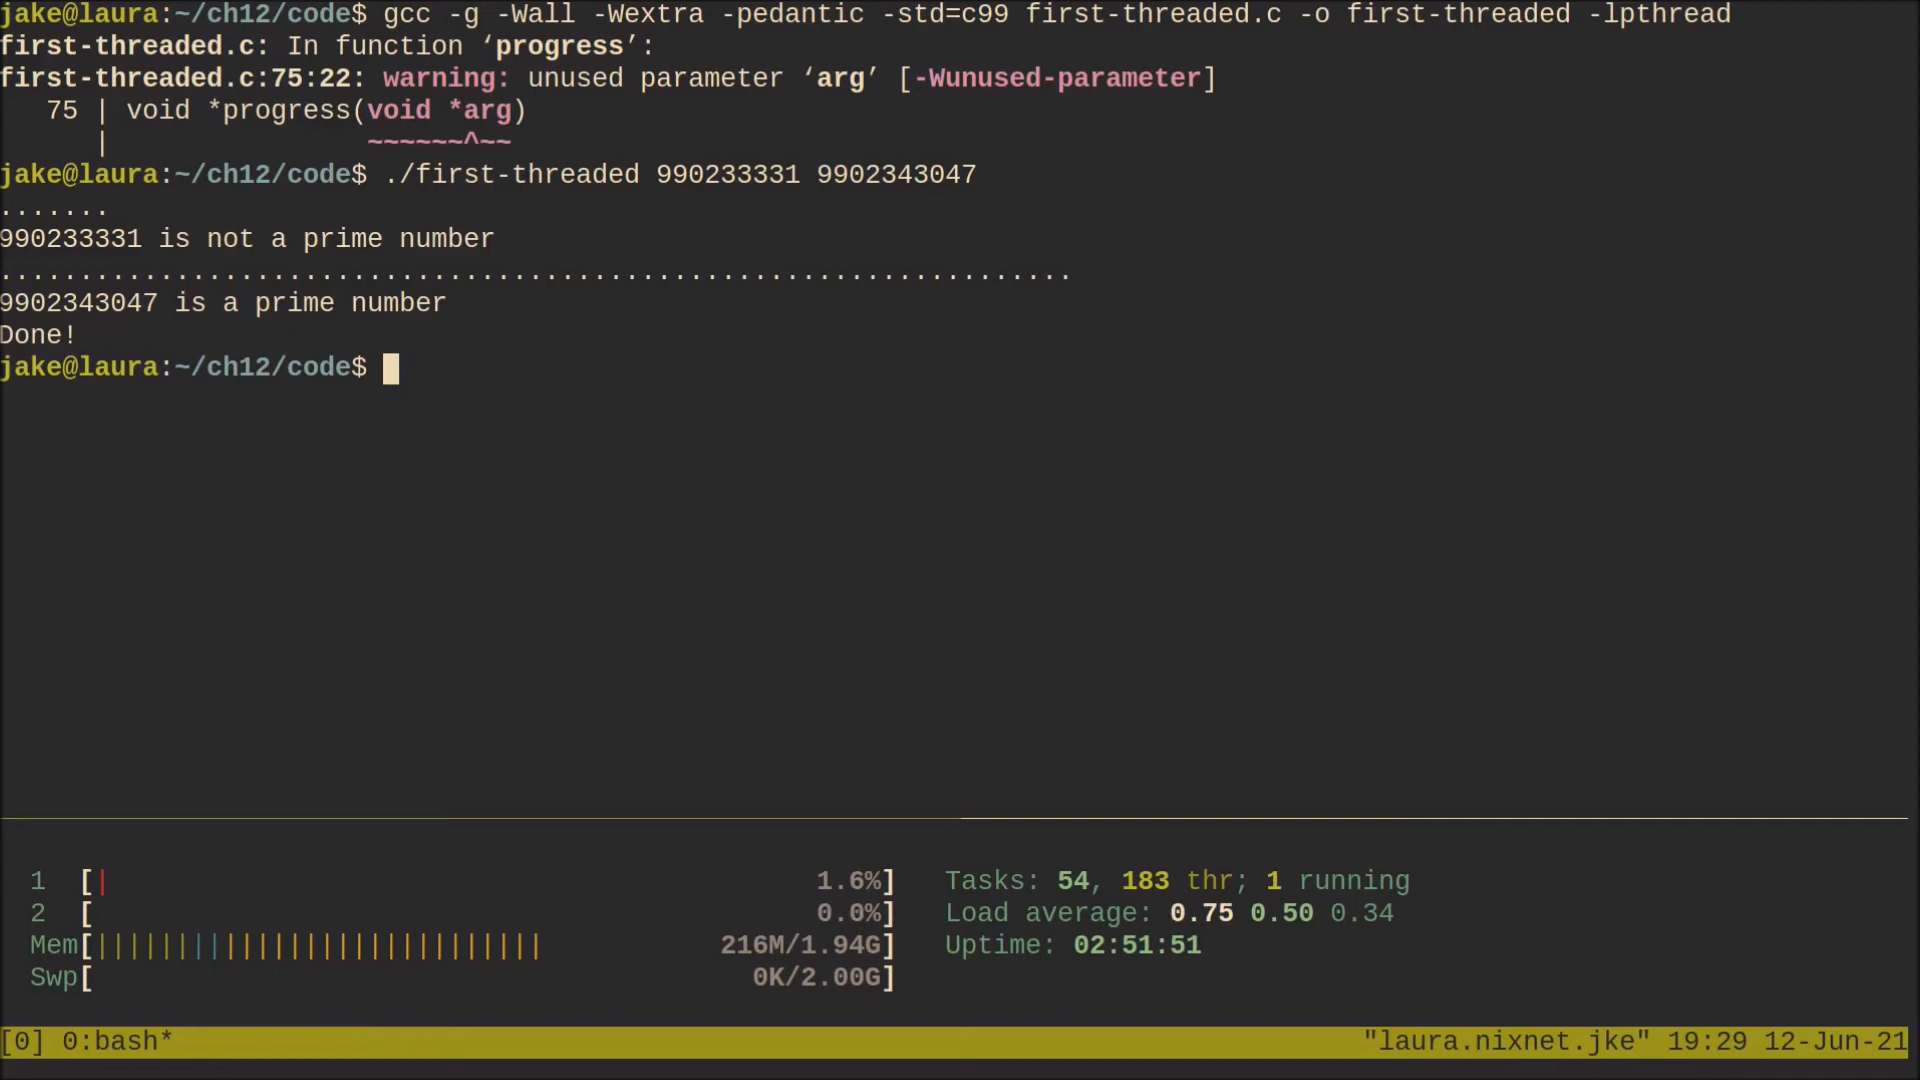 jake@laura:~/ch12/code$ gcc -g -Wall -Wextra -pedantic -std=c99 first-threaded.c -o first-threaded -lpthread
first-threaded.c: In function ‘progress’:
first-threaded.c:75:22: warning: unused parameter ‘arg’ [-Wunused-parameter]
   75 | void *progress(void *arg)
      |                ~~~~~~^~~
jake@laura:~/ch12/code$ ./first-threaded 990233331 9902343047
.......
990233331 is not a prime number
...................................................................
9902343047 is a prime number
Done!
jake@laura:~/ch12/code$
1 [| 1.6%] Tasks: 54, 183 thr; 1 running
2 [ 0.0%] Load average: 0.75 0.50 0.34
Mem[|||||||||||||||||||||||||||| 216M/1.94G] Uptime: 02:51:51
Swp[ 0K/2.00G]
[0] 0:bash* "laura.nixnet.jke" 19:29 12-Jun-21